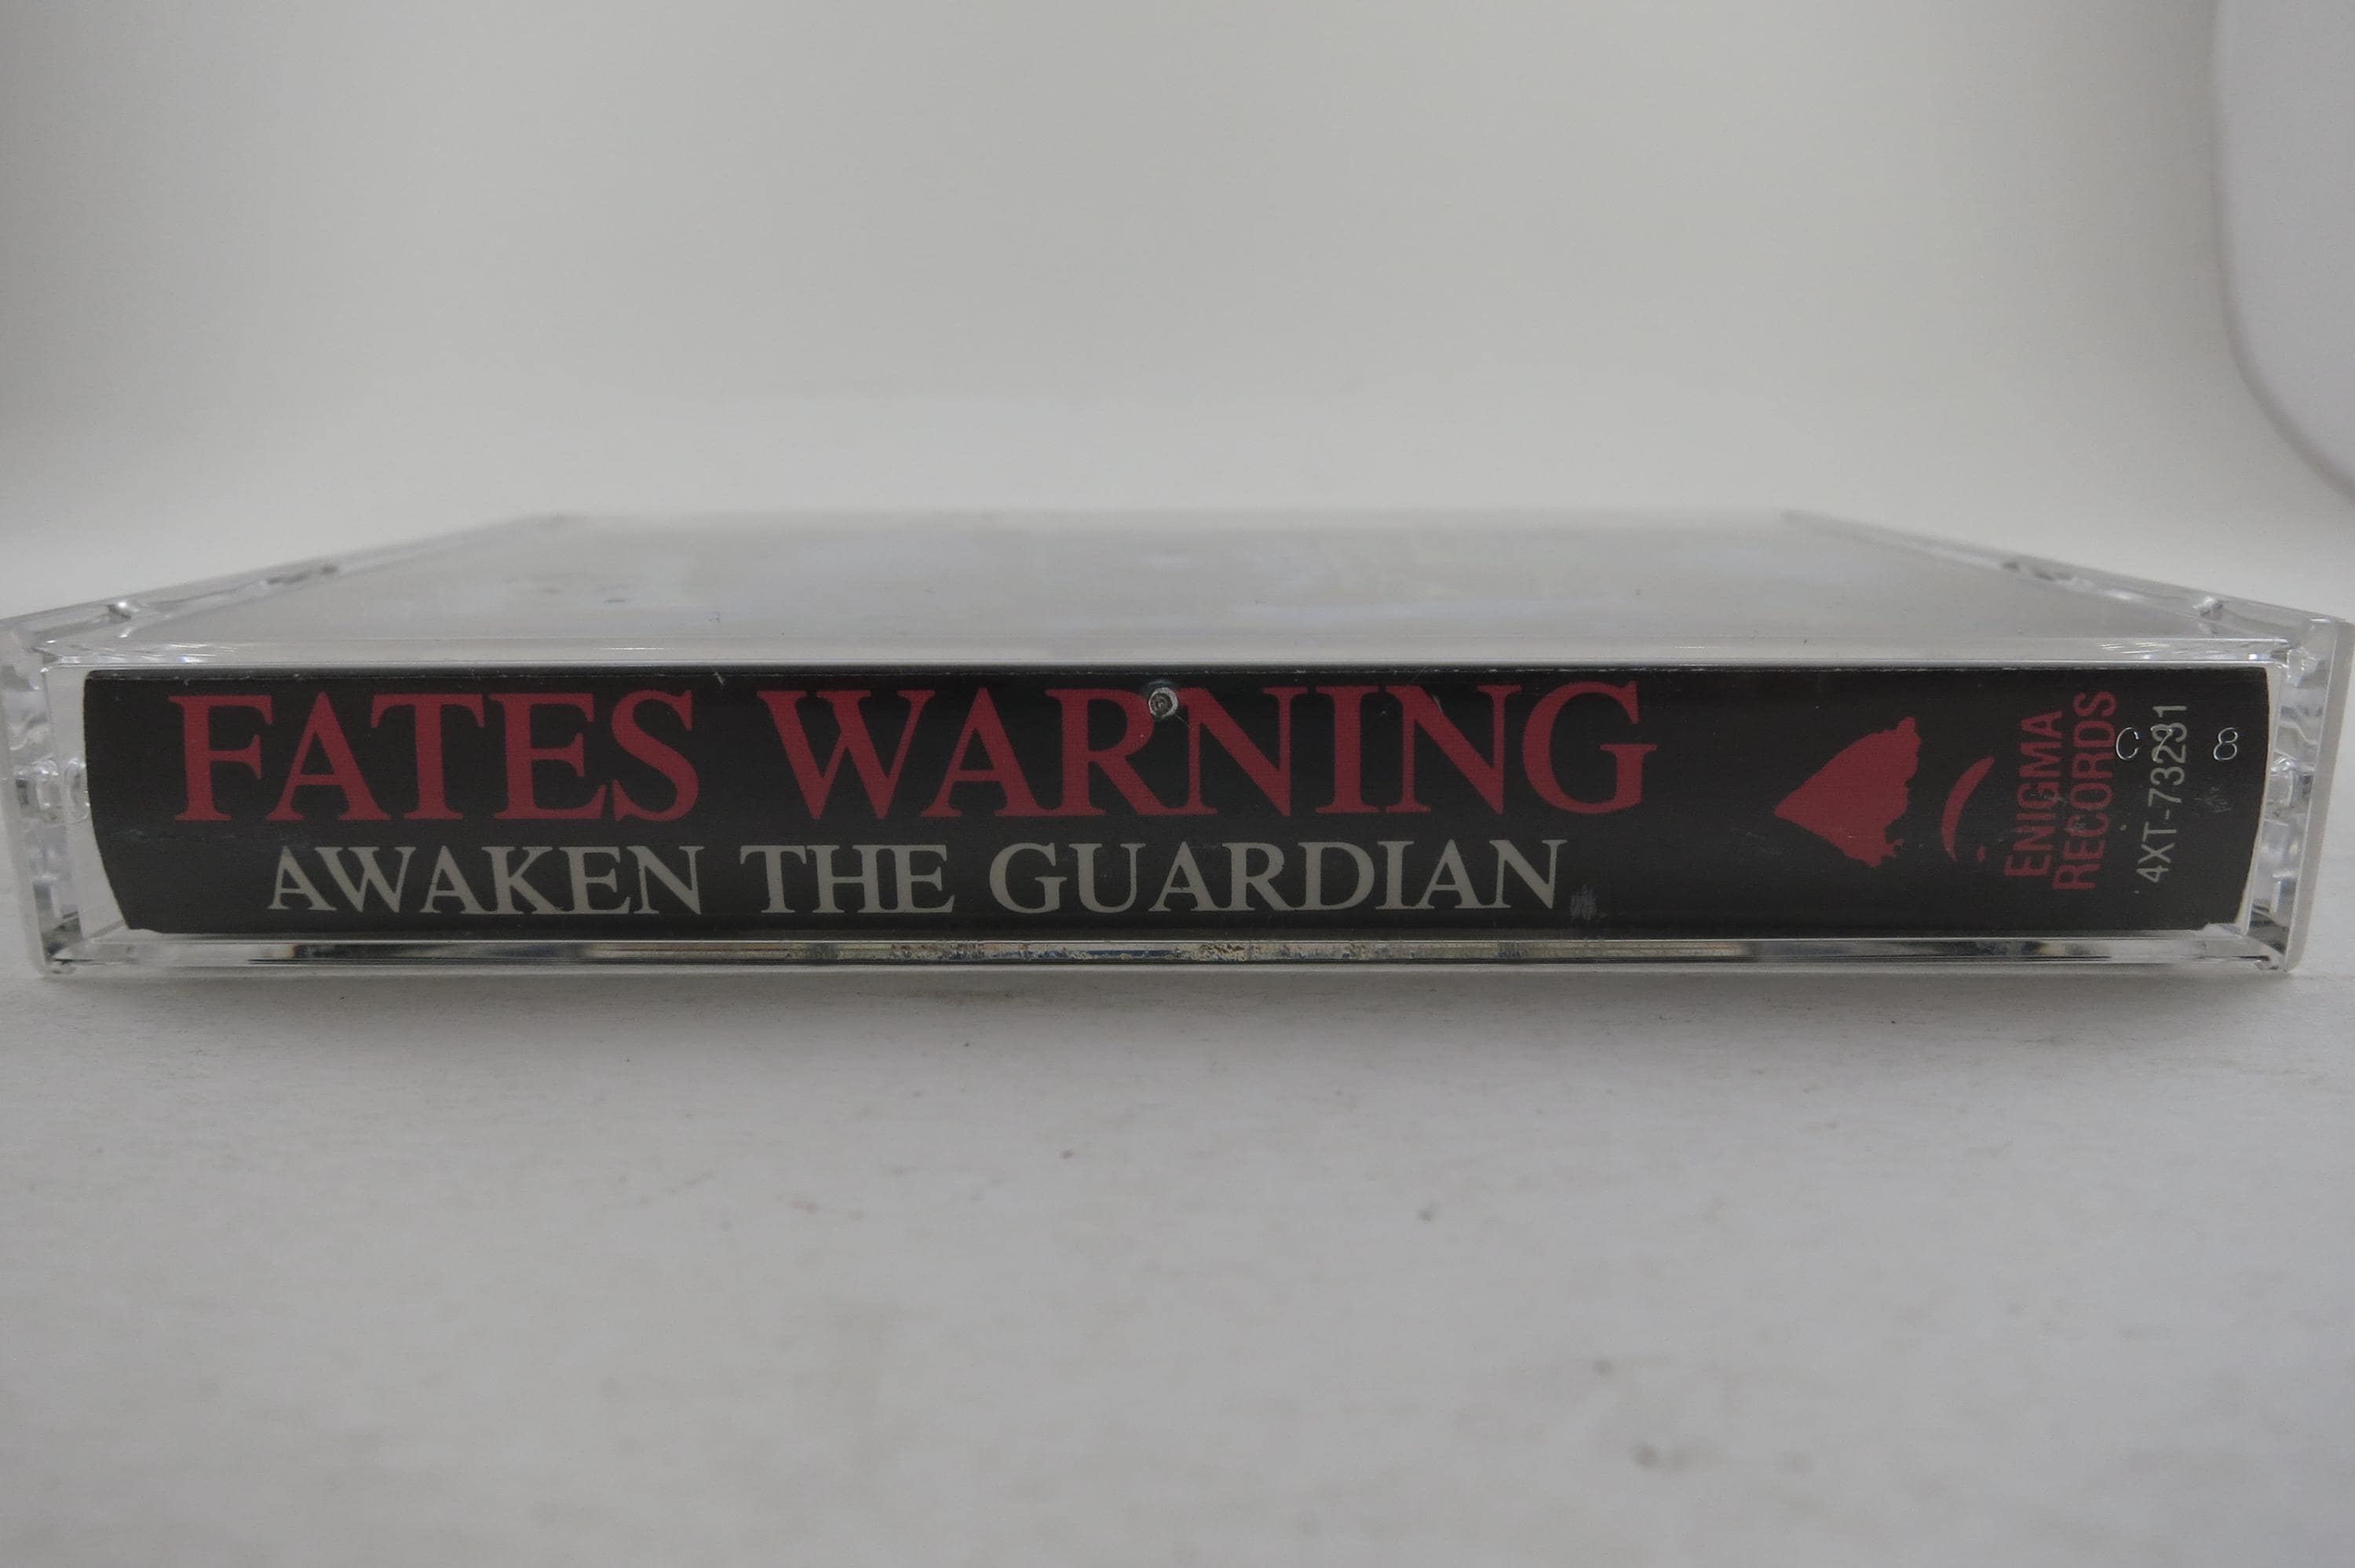 FATES WARNING
AWAKEN THE GUARDIAN
ENIGMA
RECORDS
4XT-73231